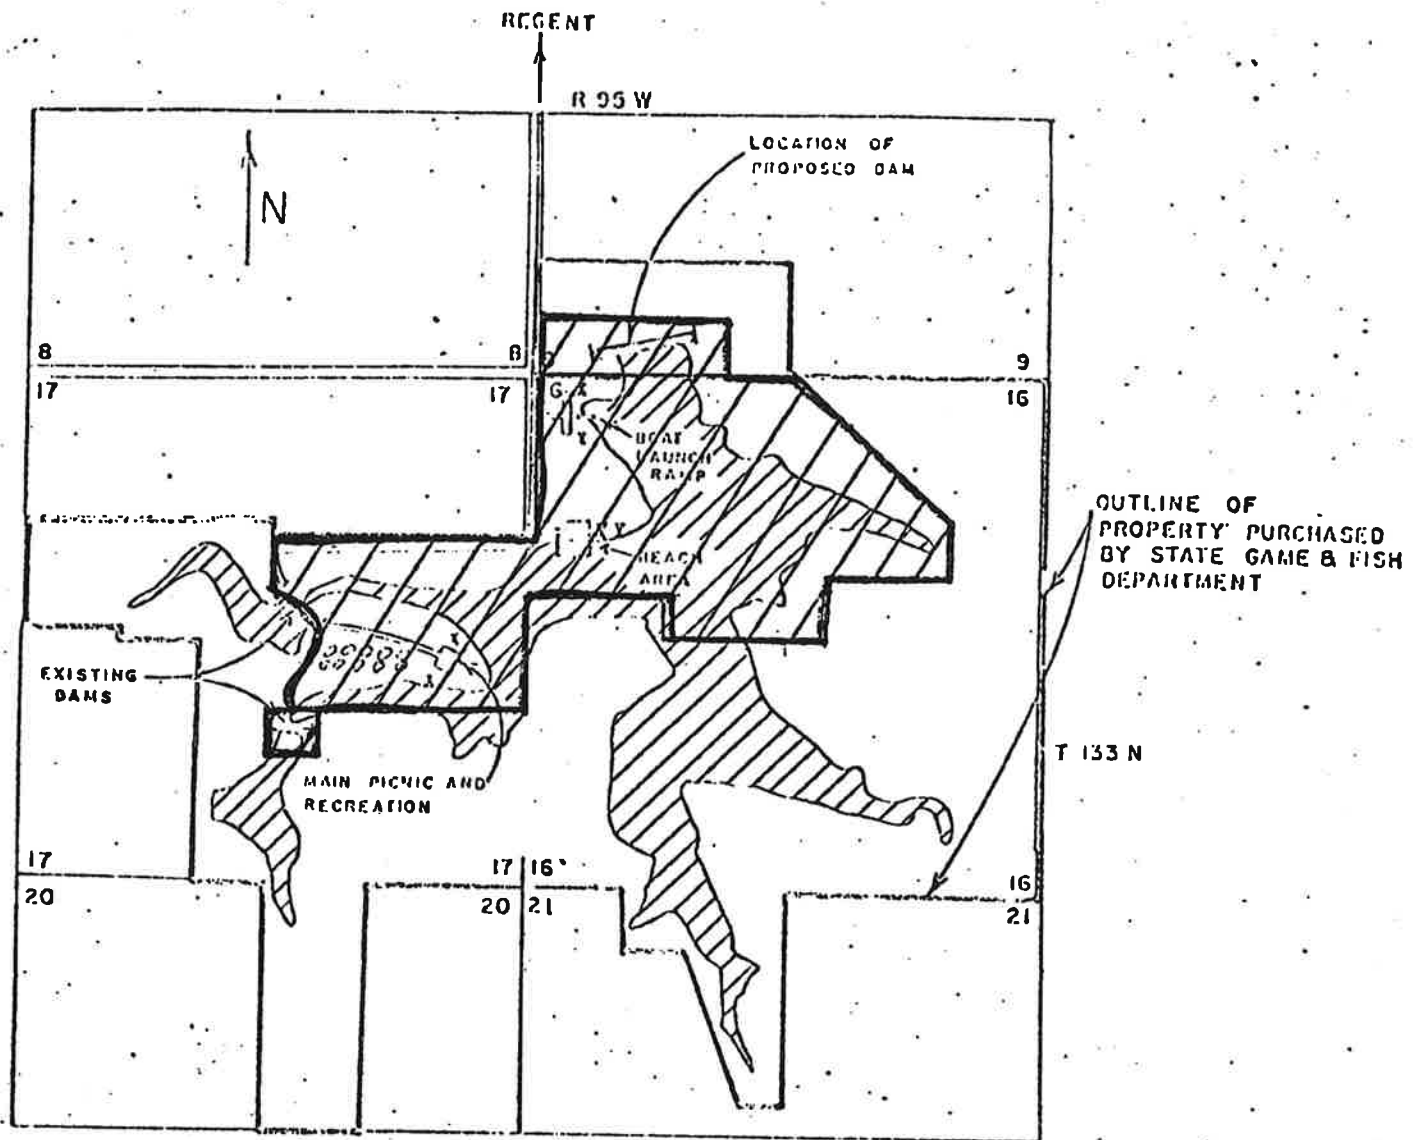 REGENT
R 95 W
LOCATION OF
PROPOSED DAM
N
8
8
9
9
17
17
16
G
BOAT
LAUNCH
RAMP
BEACH
AREA
OUTLINE OF
PROPERTY PURCHASED
BY STATE GAME & FISH
DEPARTMENT
EXISTING
DAMS
MAIN PICNIC AND
RECREATION
T 133 N
17
17
16
16
20
20
21
21